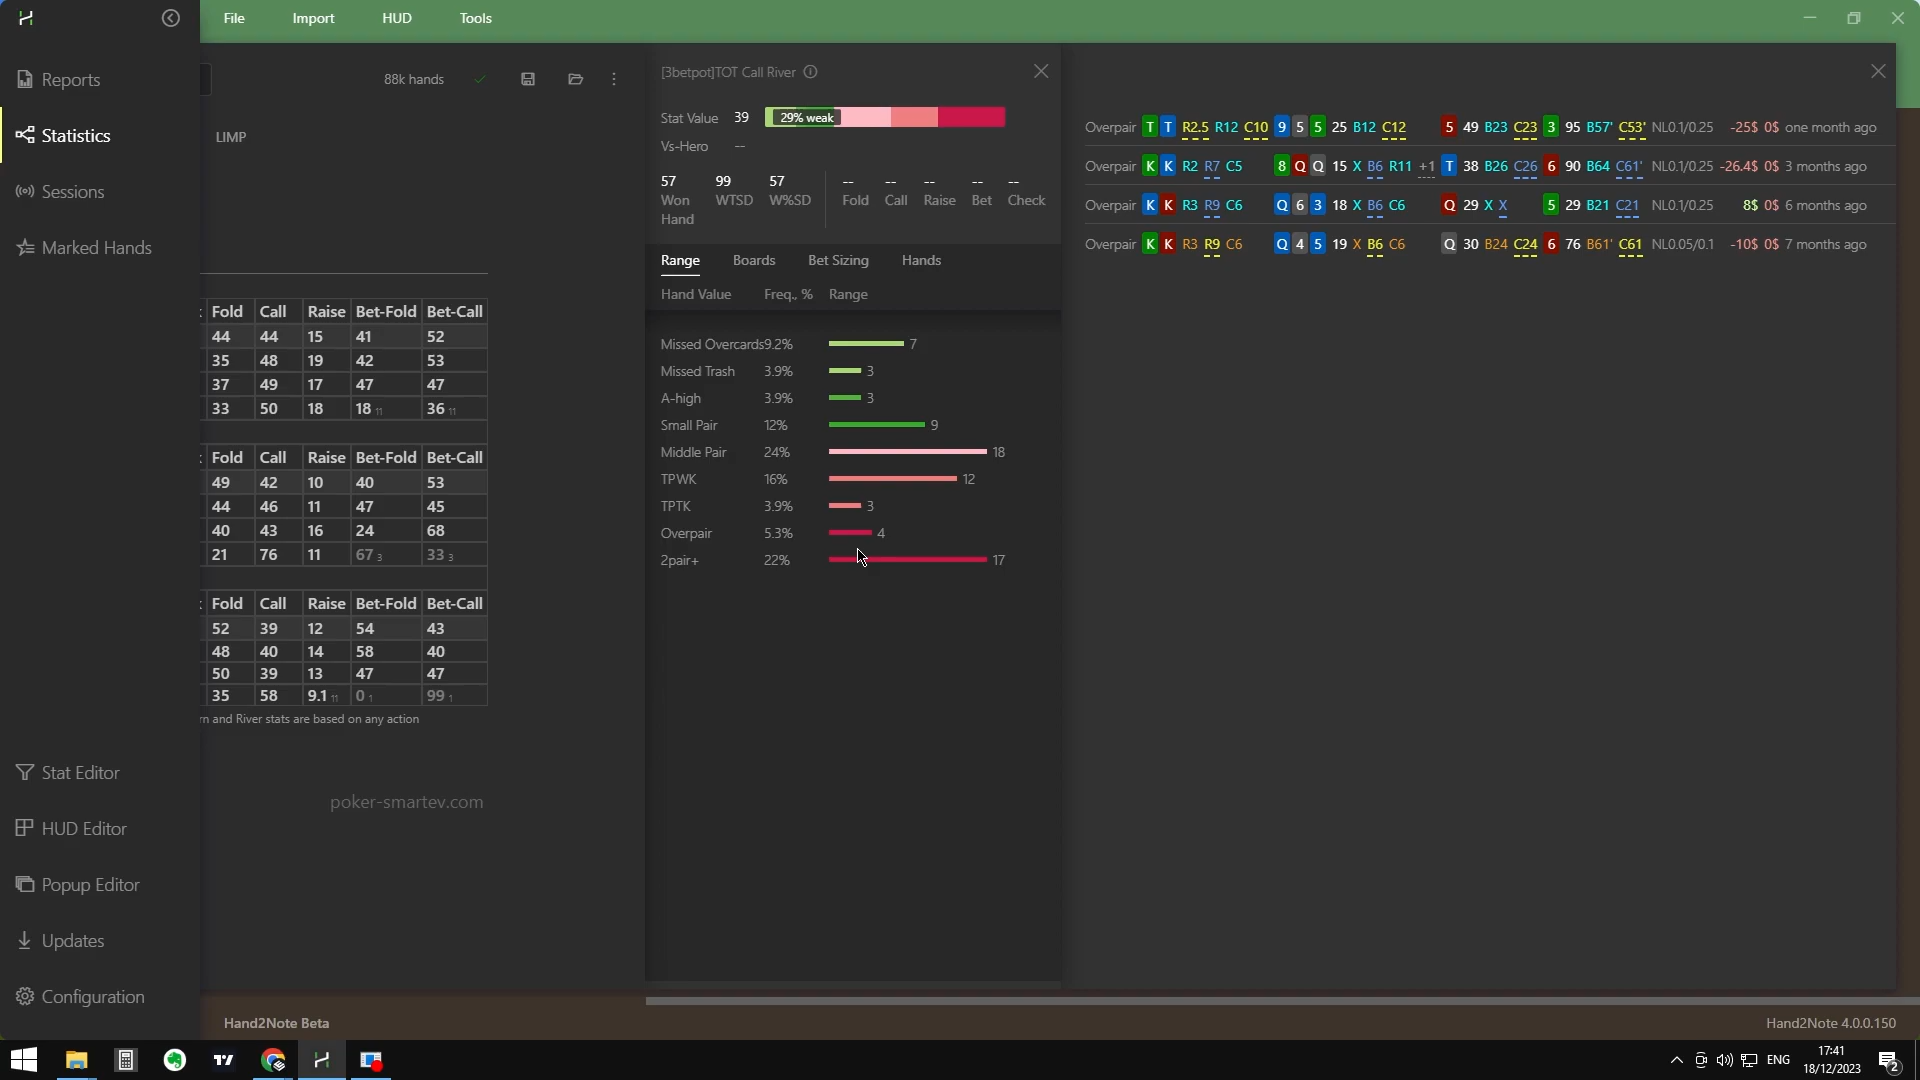 File Import HUD Tools
Reports
Statistics
Sessions
Marked Hands
Stat Editor
HUD Editor
Popup Editor
Updates
Configuration
88k hands
LIMP
Fold Call Raise Bet-Fold Bet-Call
44 44 15 41 52
35 48 19 42 53
37 49 17 47 47
33 50 18 18 11 36 11
Fold Call Raise Bet-Fold Bet-Call
49 42 10 40 53
44 46 11 47 45
40 43 16 24 68
21 76 11 67 3 33 3
Fold Call Raise Bet-Fold Bet-Call
52 39 12 54 43
48 40 14 58 40
50 39 13 47 47
35 58 9.1 11 0 1 99 1
rn and River stats are based on any action
poker-smartev.com
[3betpot]TOT Call River
Stat Value 39 29% weak
Vs-Hero --
57 99 57 -- -- -- -- --
Won WTSD W%SD Fold Call Raise Bet Check
Hand
Range Boards Bet Sizing Hands
Hand Value Freq., % Range
Missed Overcards9.2% 7
Missed Trash 3.9% 3
A-high 3.9% 3
Small Pair 12% 9
Middle Pair 24% 18
TPWK 16% 12
TPTK 3.9% 3
Overpair 5.3% 4
2pair+ 22% 17
Overpair T T R2.5 R12 C10 9 5 5 25 B12 C12 5 49 B23 C23 3 95 B57' C53' NL0.1/0.25 -25$ 0$ one month ago
Overpair K K R2 R7 C5 8 Q Q 15 X B6 R11 +1 T 38 B26 C26 6 90 B64 C61' NL0.1/0.25 -26.4$ 0$ 3 months ago
Overpair K K R3 R9 C6 Q 6 3 18 X B6 C6 Q 29 X X 5 29 B21 C21 NL0.1/0.25 8$ 0$ 6 months ago
Overpair K K R3 R9 C6 Q 4 5 19 X B6 C6 Q 30 B24 C24 6 76 B61' C61 NL0.05/0.1 -10$ 0$ 7 months ago
Hand2Note Beta
Hand2Note 4.0.0.150
ENG
17:41
18/12/2023
2